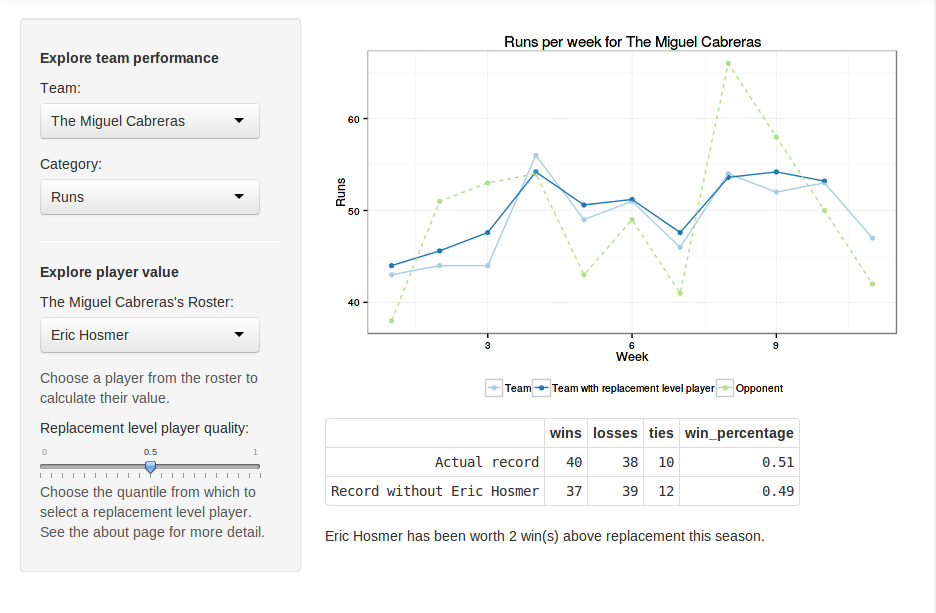 Explore team performance
Team:
The Miguel Cabreras
Category:
Runs
Explore player value
The Miguel Cabreras's Roster:
Eric Hosmer
Choose a player from the roster to
calculate their value.
Replacement level player quality:
0 0.5 1
Choose the quantile from which to
select a replacement level player.
See the about page for more detail.
Runs per week for The Miguel Cabreras
Runs
60
50
40
3 6 9
Week
Team Team with replacement level player Opponent
wins losses ties win_percentage
Actual record 40 38 10 0.51
Record without Eric Hosmer 37 39 12 0.49
Eric Hosmer has been worth 2 win(s) above replacement this season.